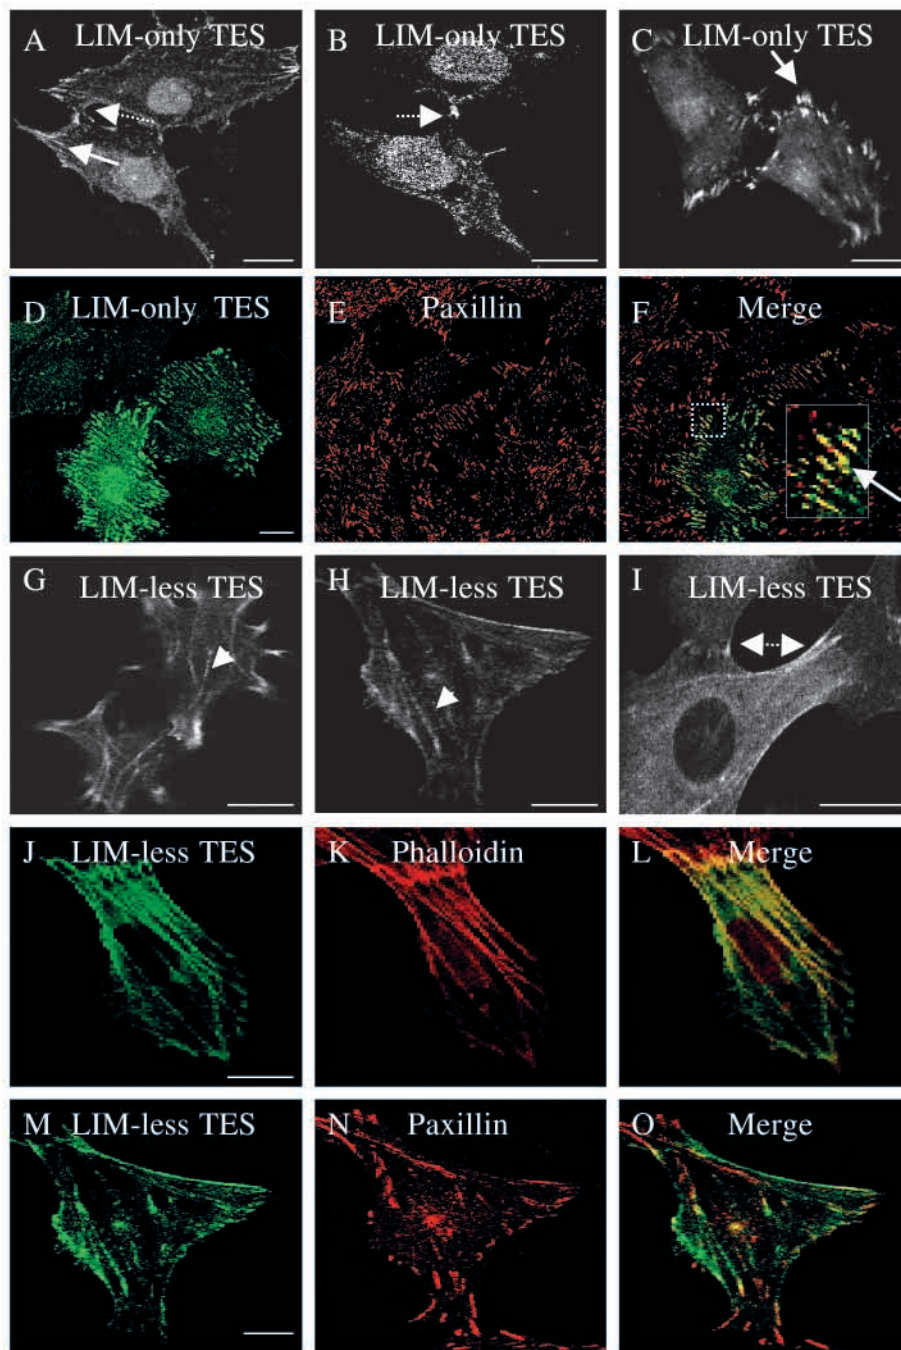 A LIM-only TES
B LIM-only TES
C LIM-only TES
D LIM-only TES
E Paxillin
F Merge
G LIM-less TES
H LIM-less TES
I LIM-less TES
J LIM-less TES
K Phalloidin
L Merge
M LIM-less TES
N Paxillin
O Merge